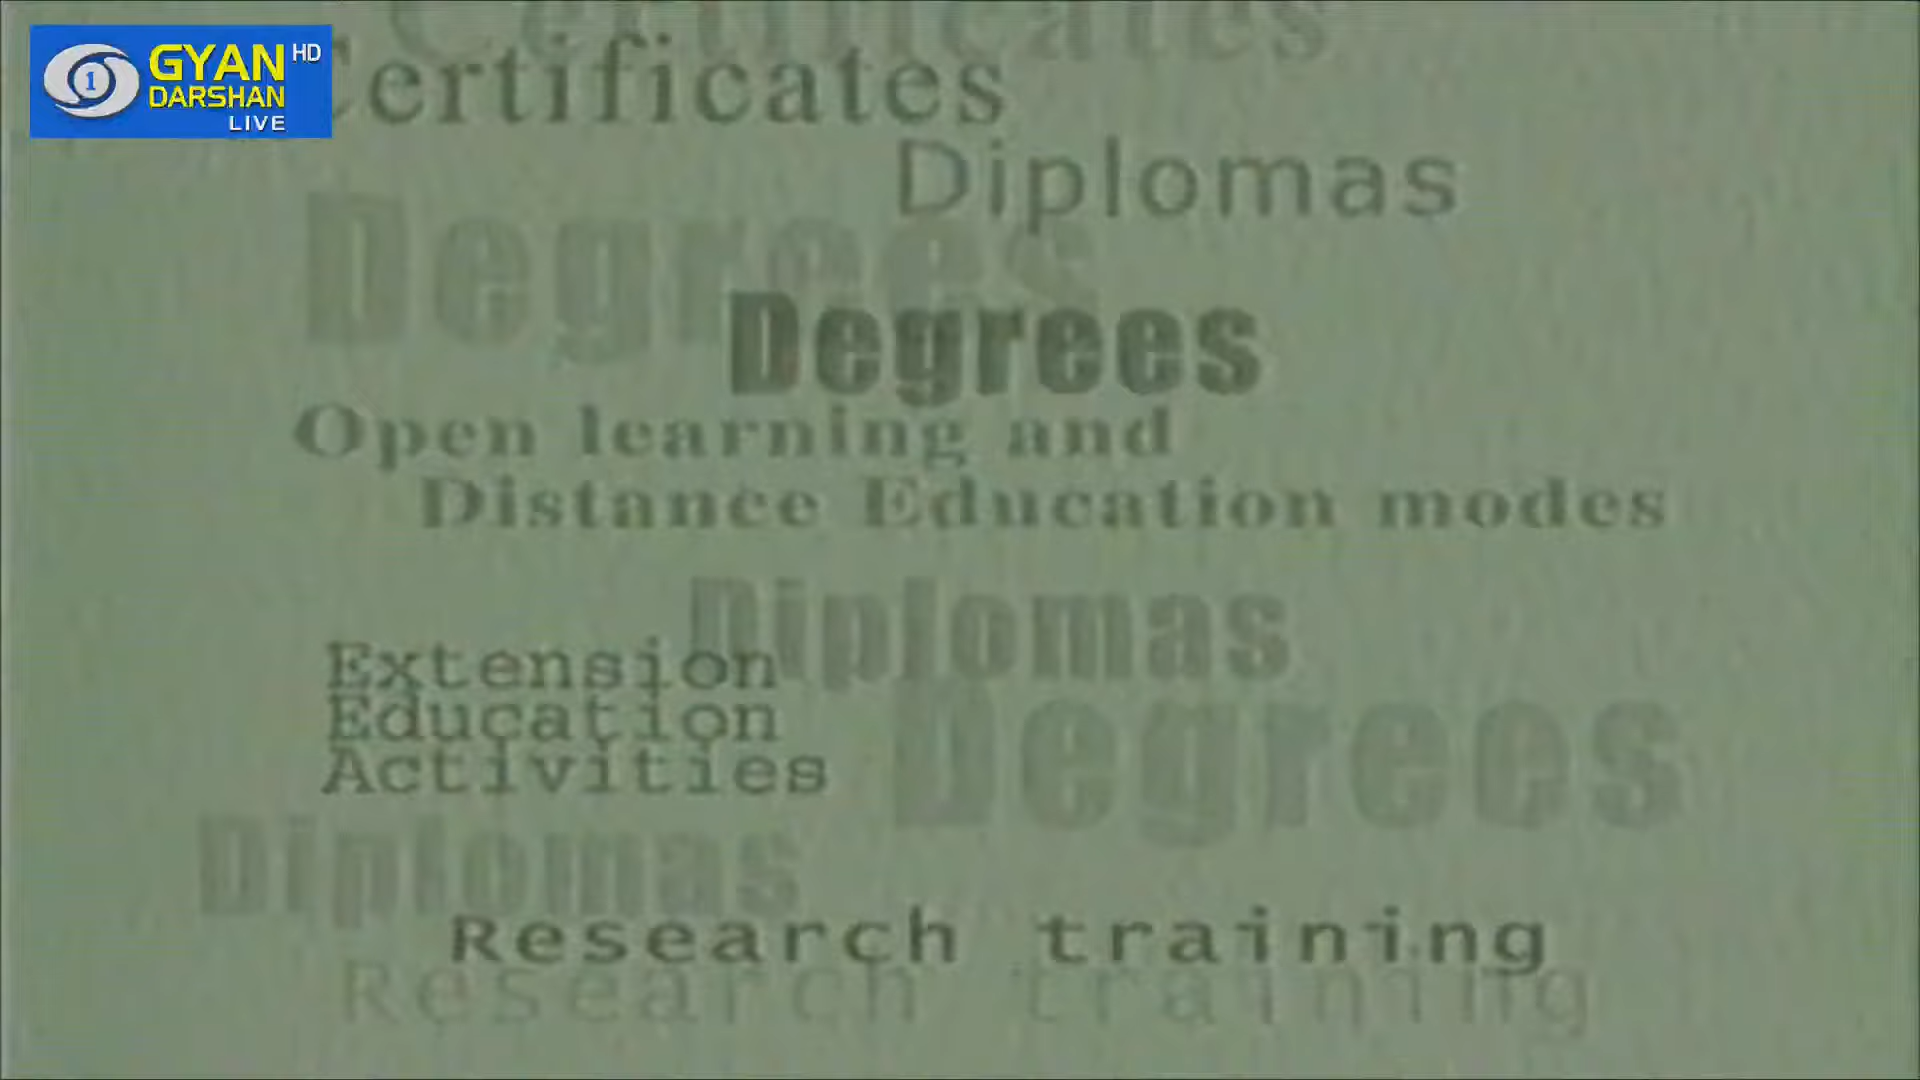 GYAN HD
DARSHAN
LIVE
1
Certificates
Certificates
Diplomas
Degrees
Degrees
Open learning and
Distance Education modes
Diplomas
Extension
Education
Activities
Degrees
Diplomas
Research training
Research training